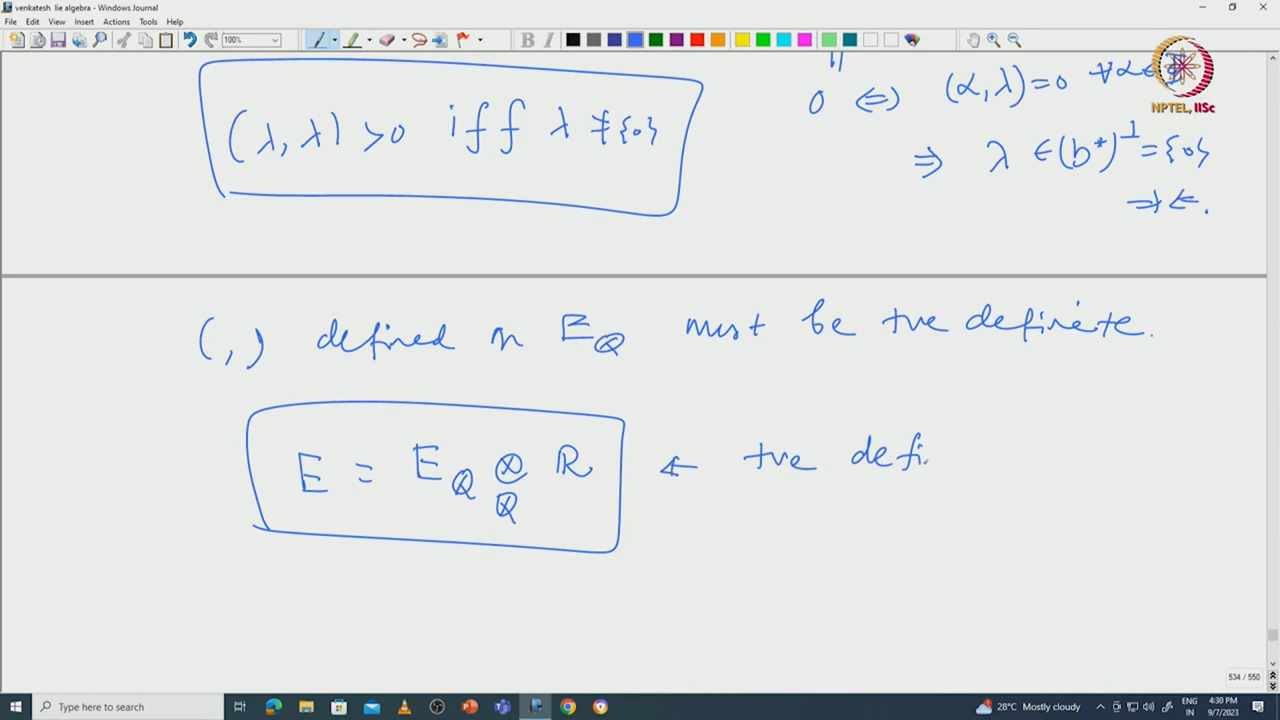 venkatesh lie algebra - Windows Journal
File Edit View Insert Actions Tools Help
100%
B I
NPTEL, IISc
(λ, λ) > 0 iff λ ≠ {0}
0 ⇔ (α, λ) = 0 ∀ α ∈ Φ
⇒ λ ∈ (b*)^⊥ = {0}
⇒⇐.
(,) defined on E_Q must be +ve definite.
E = E_Q ⊗_Q R ← +ve defi
534 / 550
Type here to search
28°C Mostly cloudy
ENG
IN
4:30 PM
9/7/2023